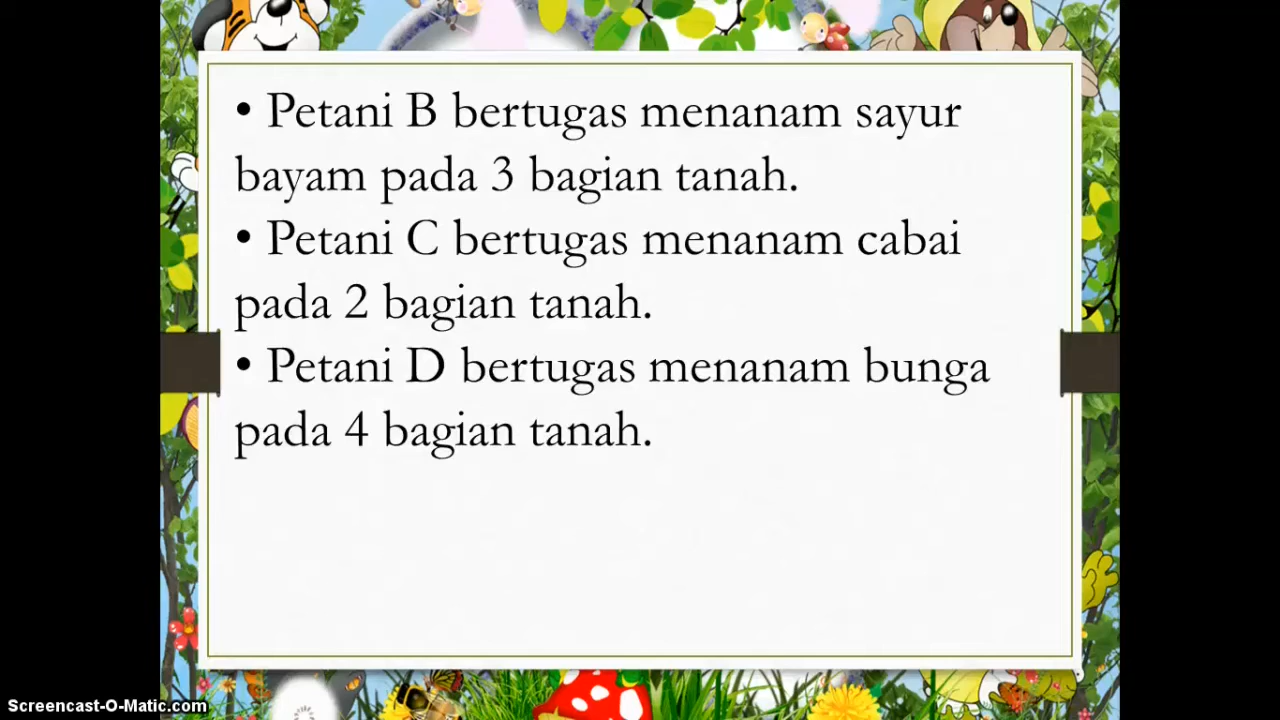 • Petani B bertugas menanam sayur
bayam pada 3 bagian tanah.
• Petani C bertugas menanam cabai
pada 2 bagian tanah.
• Petani D bertugas menanam bunga
pada 4 bagian tanah.
Screencast-O-Matic.com